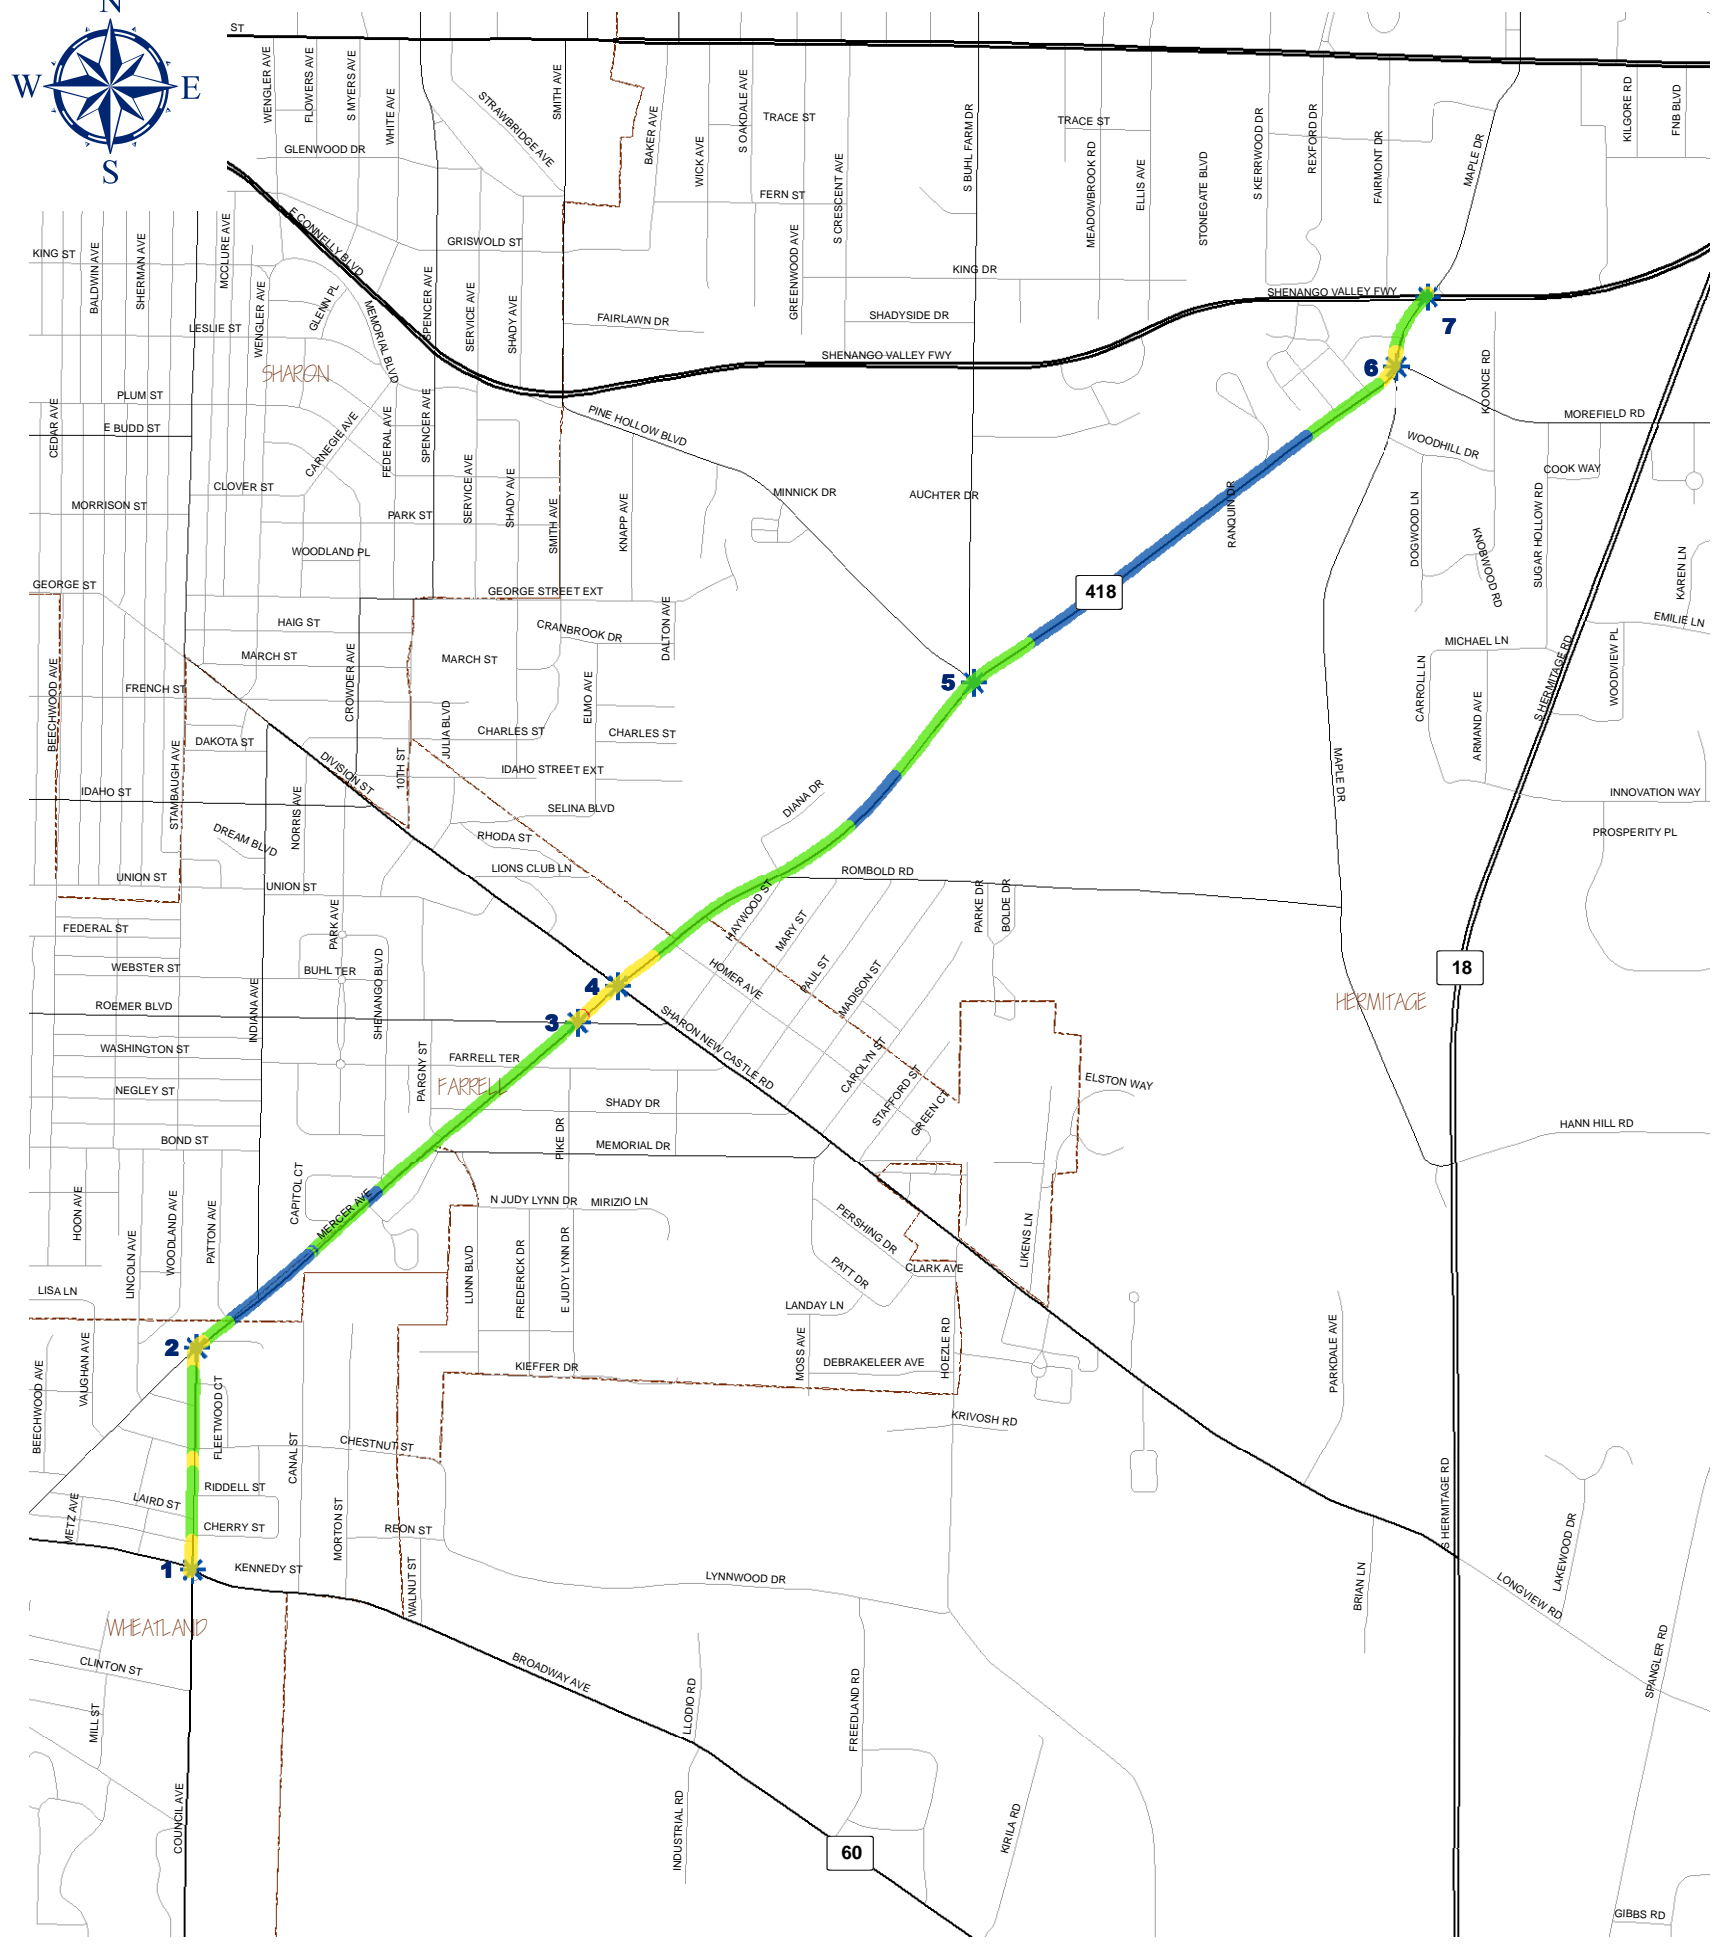 N
W
E
S
ST
WENGLER AVE
FLOWERS AVE
S MYERS AVE
WHITE AVE
STRAWBRIDGE AVE
SMITH AVE
BAKER AVE
WICK AVE
S OAKDALE AVE
TRACE ST
S CRESCENT AVE
S BUHL FARM DR
TRACE ST
MEADOWBROOK RD
ELLIS AVE
STONEGATE BLVD
S KERRWOOD DR
REXFORD DR
FAIRMONT DR
MAPLE DR
KILGORE RD
FNB BLVD
GLENWOOD DR
FERN ST
E CONNELLY BLVD
GRISWOLD ST
KING ST
BALDWIN AVE
SHERMAN AVE
MCCLURE AVE
WENGLER AVE
GLENN PL
MEMORIAL BLVD
SPENCER AVE
SERVICE AVE
SHADY AVE
GREENWOOD AVE
KING DR
FAIRLAWN DR
SHADYSIDE DR
SHENANGO VALLEY FWY
SHENANGO VALLEY FWY
7
6
LESLIE ST
SHARON
KOONCE RD
MOREFIELD RD
PLUM ST
CEDAR AVE
E BUDD ST
CARNEGIE AVE
FEDERAL AVE
SPENCER AVE
PINE HOLLOW BLVD
WOODHILL DR
COOK WAY
CLOVER ST
MORRISON ST
PARK ST
SERVICE AVE
SHADY AVE
SMITH AVE
KNAPP AVE
MINNICK DR
AUCHTER DR
RANQUIN DR
DOGWOOD LN
KNOBWOOD RD
SUGAR HOLLOW RD
KAREN LN
WOODLAND PL
GEORGE ST
GEORGE STREET EXT
418
HAIG ST
CRANBROOK DR
DALTON AVE
EMILIE LN
MICHAEL LN
MARCH ST
MARCH ST
FRENCH ST
BEECHWOOD AVE
CROWDER AVE
JULIA BLVD
ELMO AVE
5
CARROLL LN
ARMAND AVE
S HERMITAGE RD
WOODVIEW PL
DAKOTA ST
CHARLES ST
CHARLES ST
DIVISION ST
10TH ST
IDAHO STREET EXT
MAPLE DR
IDAHO ST
STAMBAUGH AVE
NORRIS AVE
SELINA BLVD
DIANA DR
INNOVATION WAY
DREAM BLVD
RHODA ST
PROSPERITY PL
LIONS CLUB LN
ROMBOLD RD
UNION ST
UNION ST
FEDERAL ST
PARK AVE
HAYWOOD ST
MARY ST
PARKE DR
BOLDE DR
WEBSTER ST
BUHL TER
SHENANGO BLVD
HOMER AVE
PAUL ST
MADISON ST
18
4
ROEMER BLVD
INDIANA AVE
3
SHARON NEW CASTLE RD
HERMITAGE
WASHINGTON ST
PARGNY ST
FARRELL TER
FARRELL
CAROLYN ST
STAFFORD ST
GREEN CT
ELSTON WAY
NEGLEY ST
SHADY DR
HANN HILL RD
BOND ST
PIKE DR
MEMORIAL DR
HOON AVE
LINCOLN AVE
WOODLAND AVE
PATTON AVE
CAPITOL CT
MERCER AVE
N JUDY LYNN DR
MIRIZIO LN
PERSHING DR
LIKENS LN
LUNN BLVD
FREDERICK DR
E JUDY LYNN DR
PATT DR
CLARK AVE
LISA LN
LANDAY LN
2
VAUGHAN AVE
BEECHWOOD AVE
KIEFFER DR
MOSS AVE
DEBRAKELEER AVE
HOEZLE RD
PARKDALE AVE
FLEETWOOD CT
KRIVOSH RD
CANAL ST
CHESTNUT ST
RIDDELL ST
LAIRD ST
METZ AVE
CHERRY ST
MORTON ST
REON ST
S HERMITAGE RD
LAKEWOOD DR
1
KENNEDY ST
WALNUT ST
LYNNWOOD DR
BRIAN LN
LONGVIEW RD
WHEATLAND
CLINTON ST
BROADWAY AVE
SPANGLER RD
MILL ST
LLODIO RD
FREEDLAND RD
COUNCIL AVE
INDUSTRIAL RD
60
KIRILA RD
GIBBS RD